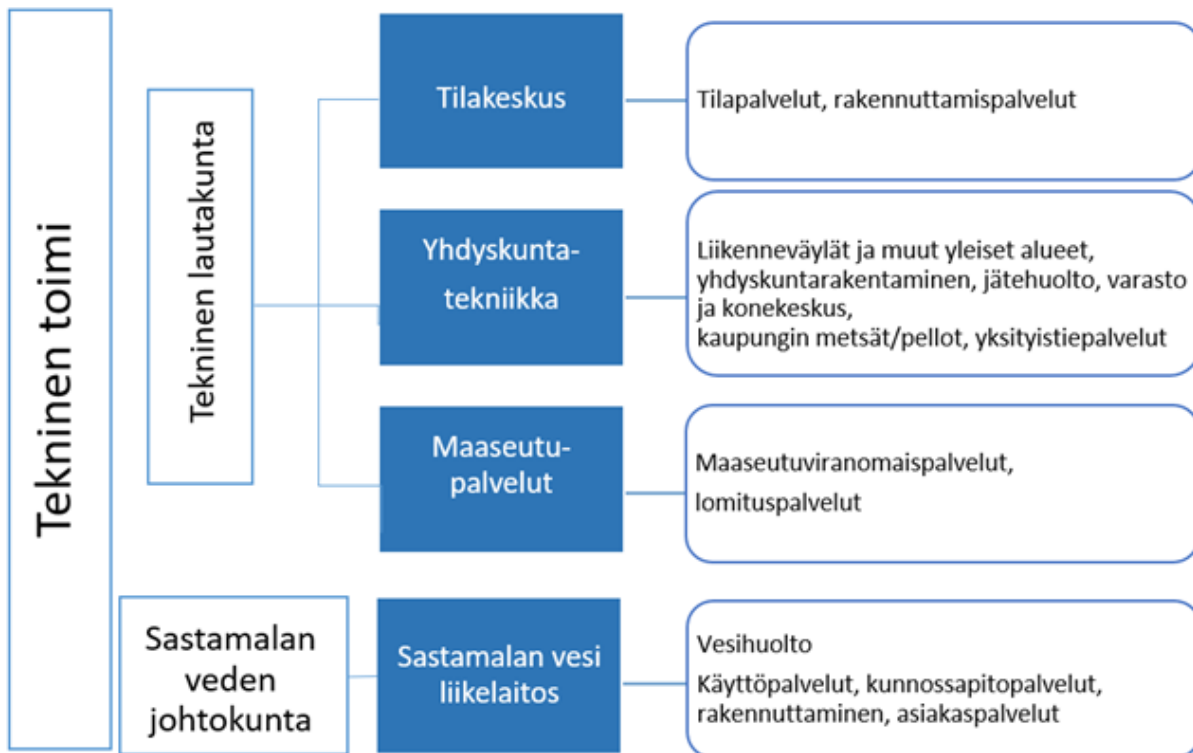 Tekninen toimi
Tekninen lautakunta
Tilakeskus
Tilapalvelut, rakennuttamispalvelut
Yhdyskunta-
tekniikka
Liikenneväylät ja muut yleiset alueet,
yhdyskuntarakentaminen, jätehuolto, varasto
ja konekeskus,
kaupungin metsät/pellot, yksityistiepalvelut
Maaseutu-
palvelut
Maaseutuviranomaispalvelut,
lomituspalvelut
Sastamalan
veden
johtokunta
Sastamalan vesi
liikelaitos
Vesihuolto
Käyttöpalvelut, kunnossapitopalvelut,
rakennuttaminen, asiakaspalvelut